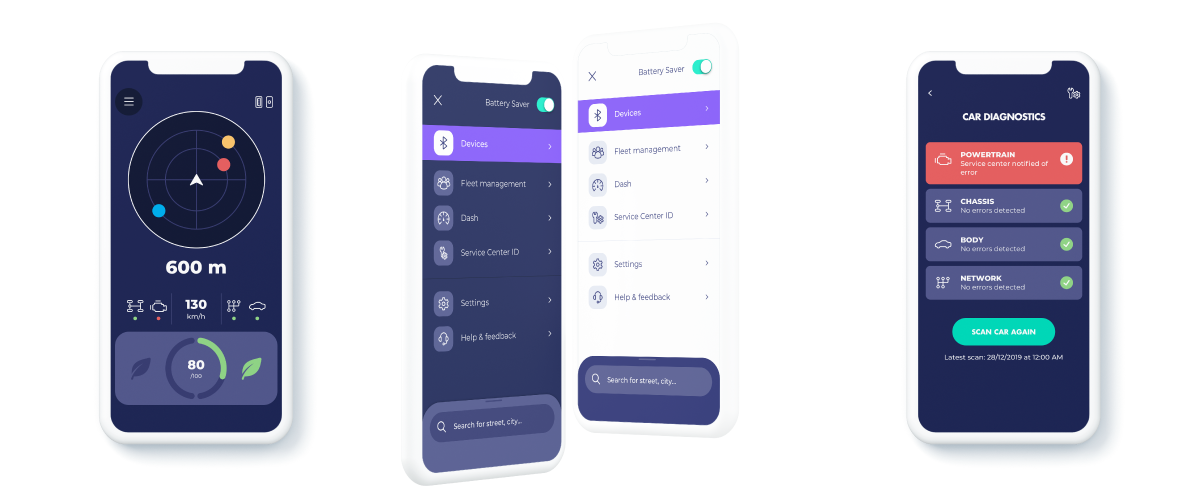 600 m
130
km/h
80
/100
Battery Saver
Devices
Fleet management
Dash
Service Center ID
Settings
Help & feedback
Search for street, city...
Battery Saver
Devices
Fleet management
Dash
Service Center ID
Settings
Help & feedback
Search for street, city...
CAR DIAGNOSTICS
POWERTRAIN
Service center notified of
error
CHASSIS
No errors detected
BODY
No errors detected
NETWORK
No errors detected
SCAN CAR AGAIN
Latest scan: 28/12/2019 at 12:00 AM